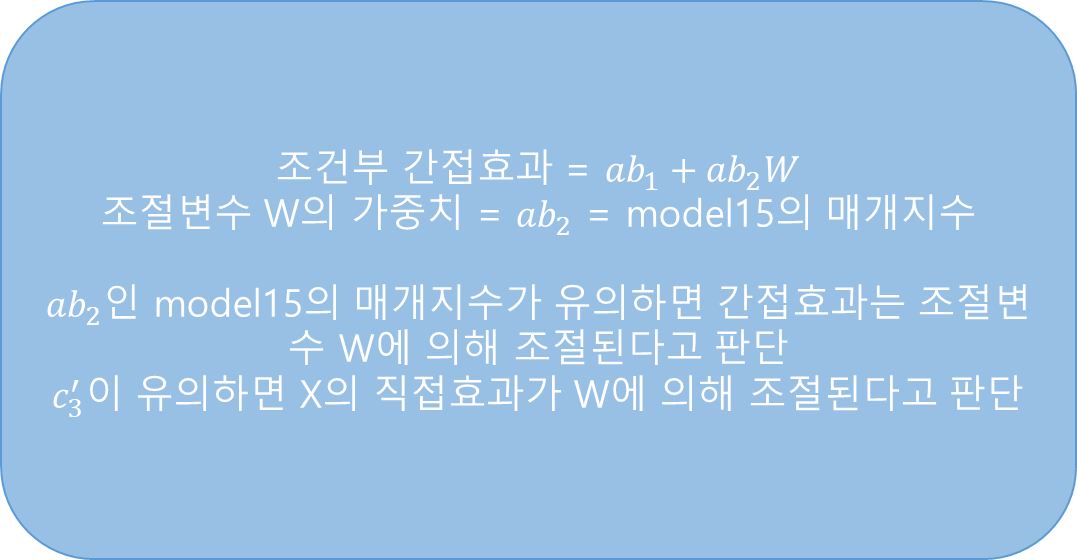 조건부 간접효과 = ab₁ + ab₂W
조절변수 W의 가중치 = ab₂ = model15의 매개지수
ab₂인 model15의 매개지수가 유의하면 간접효과는 조절변
수 W에 의해 조절된다고 판단
c₃′이 유의하면 X의 직접효과가 W에 의해 조절된다고 판단